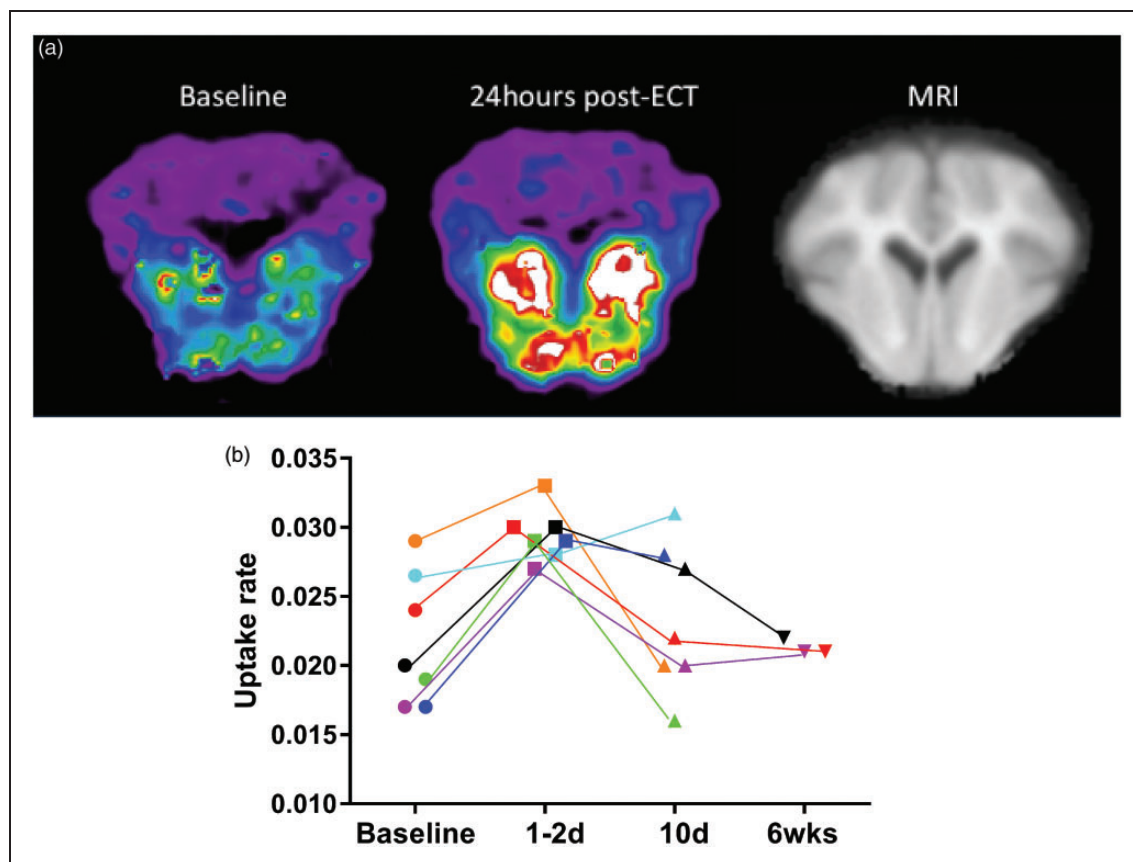 (a)
Baseline 24hours post-ECT MRI
(b)
Uptake rate
0.035
0.030
0.025
0.020
0.015
0.010
Baseline 1-2d 10d 6wks